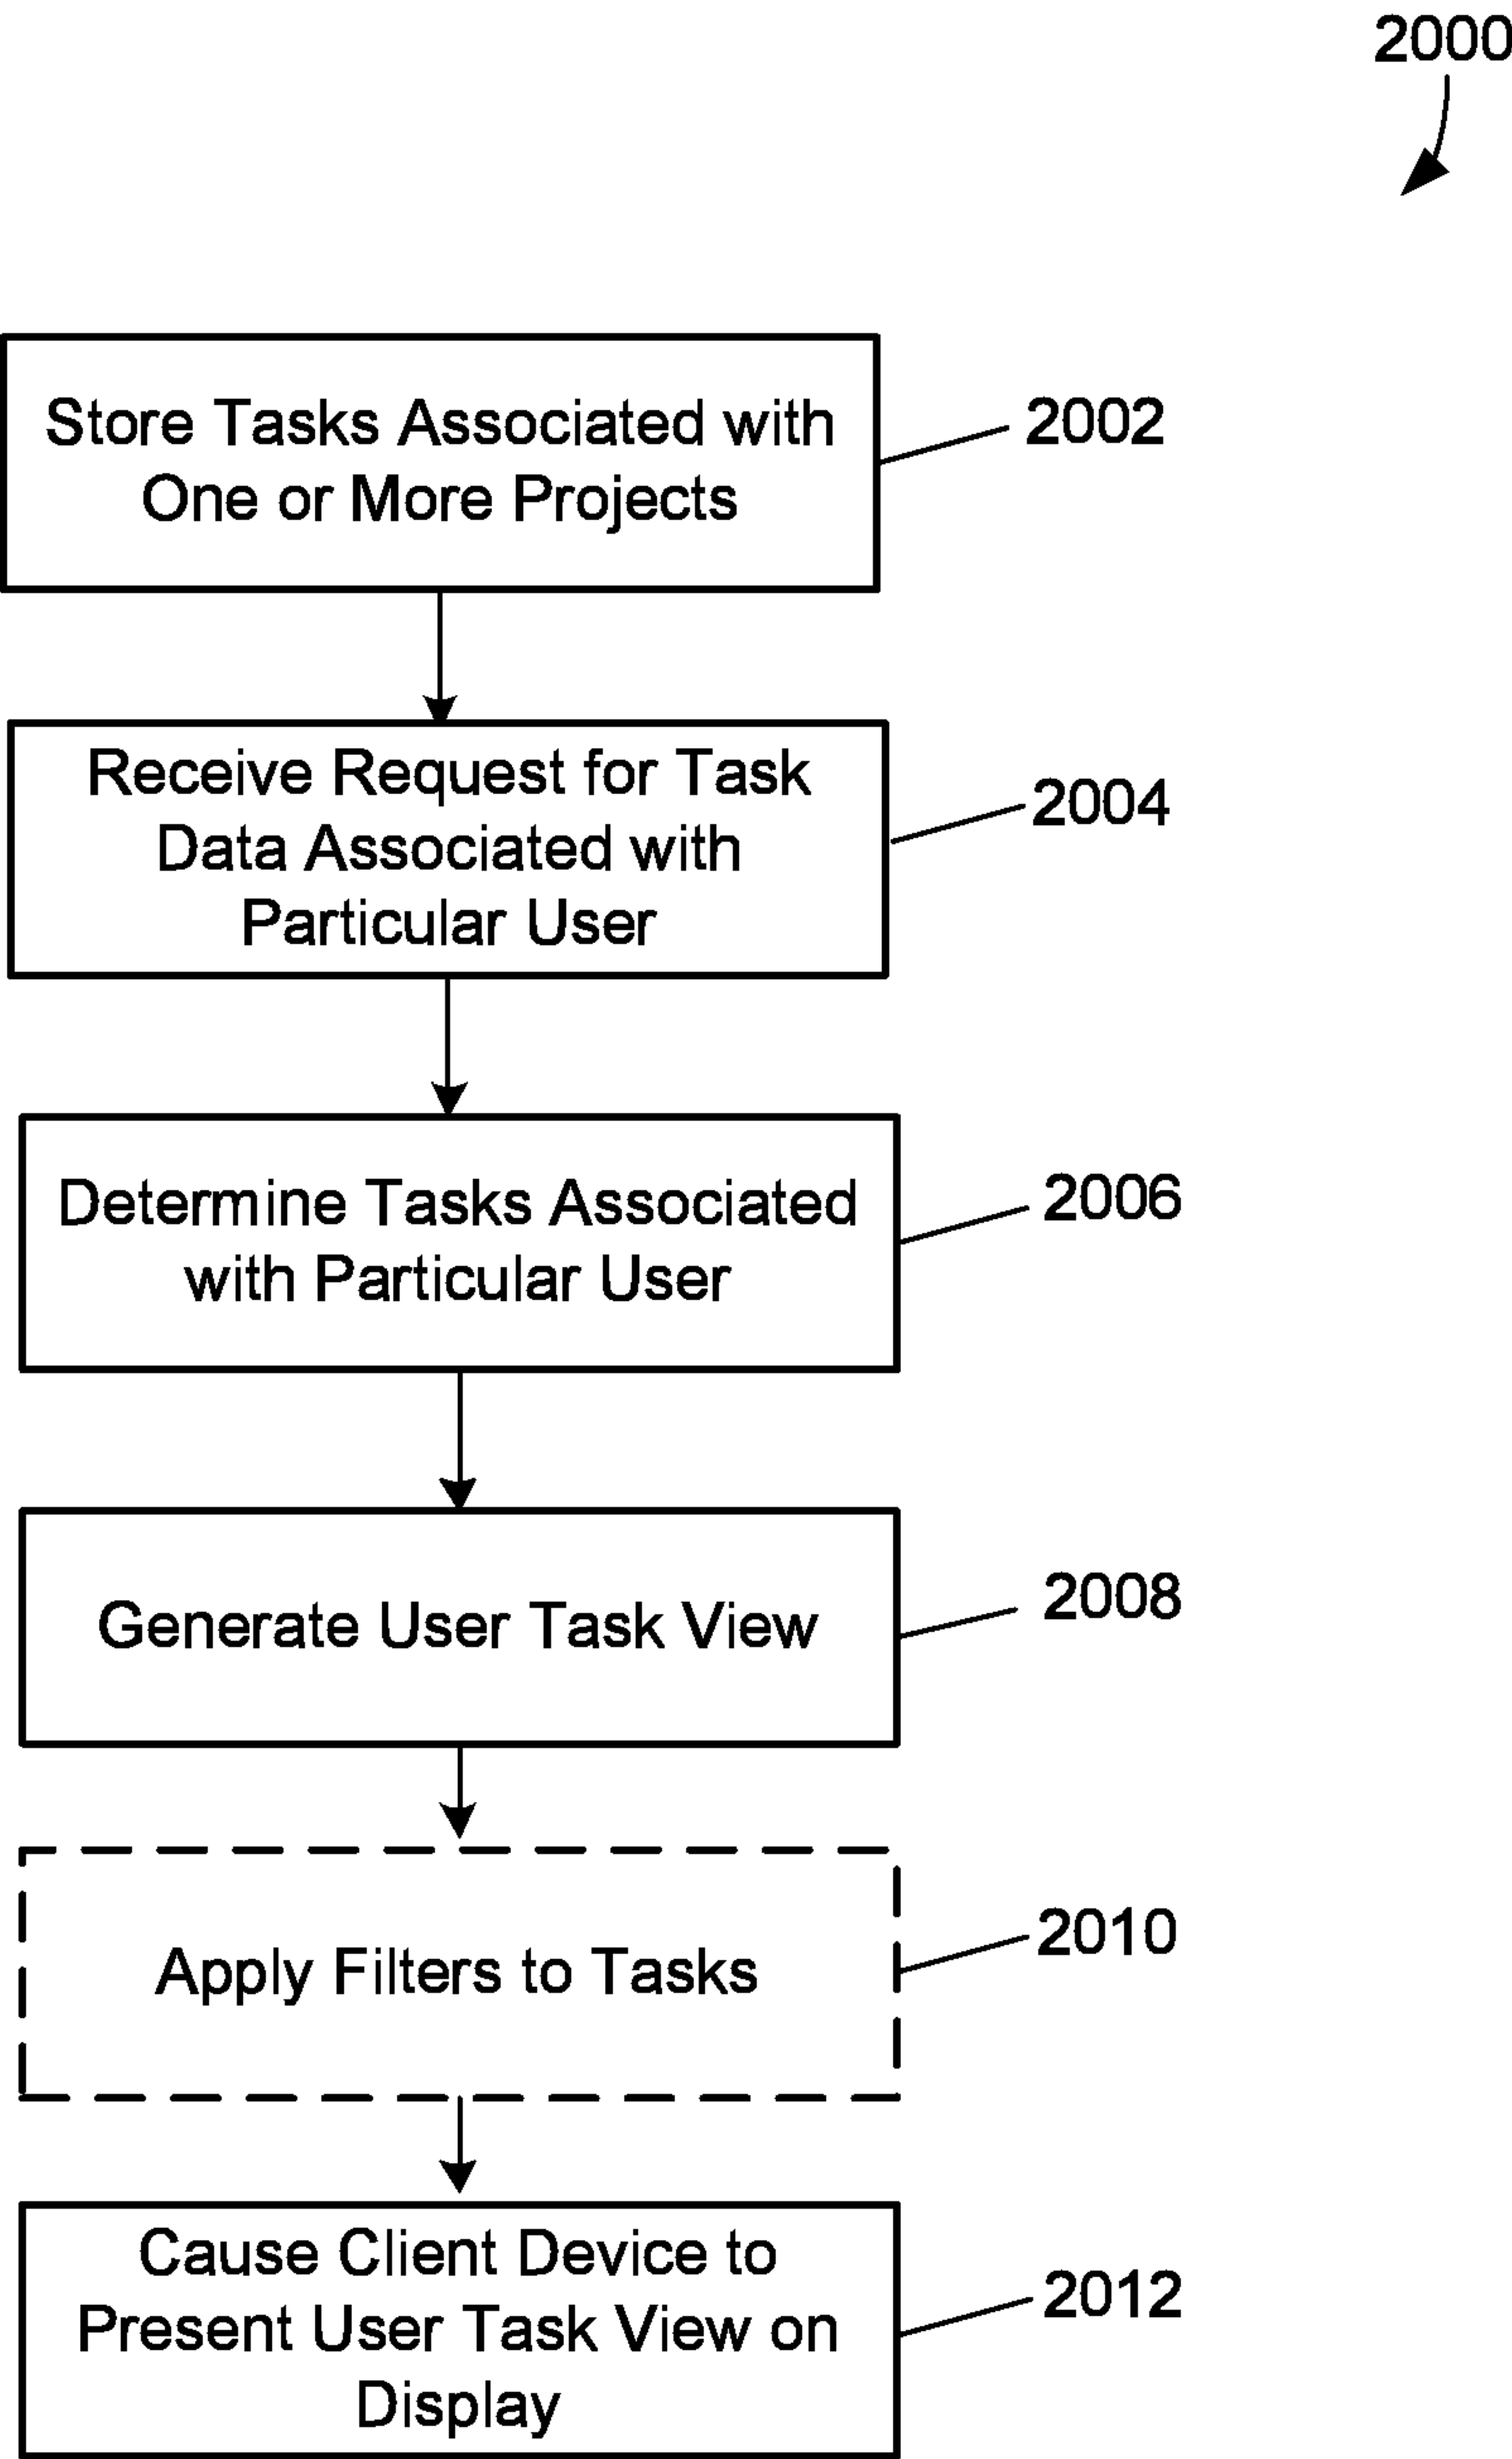 2000
Store Tasks Associated with
One or More Projects
2002
Receive Request for Task
Data Associated with
Particular User
2004
Determine Tasks Associated
with Particular User
2006
Generate User Task View
2008
Apply Filters to Tasks
2010
Cause Client Device to
Present User Task View on
Display
2012